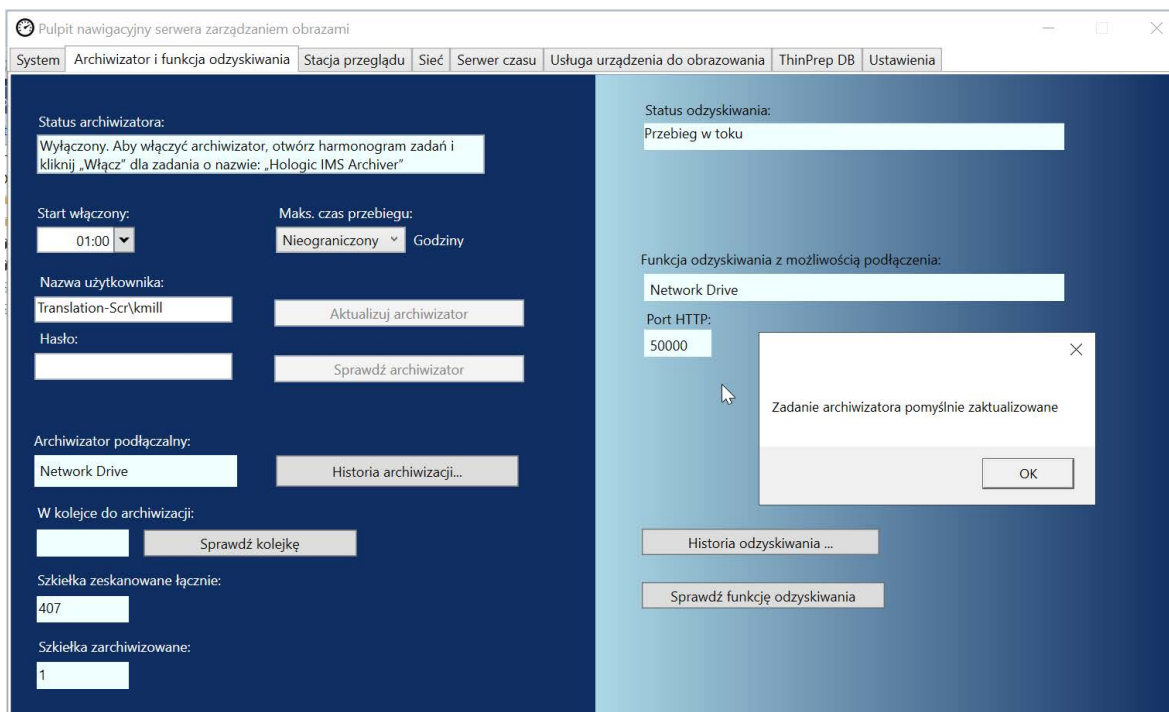 Pulpit nawigacyjny serwera zarządzaniem obrazami
System Archiwizator i funkcja odzyskiwania Stacja przeglądu Sieć Serwer czasu Usługa urządzenia do obrazowania ThinPrep DB Ustawienia
Status archiwizatora:
Wyłączony. Aby włączyć archiwizator, otwórz harmonogram zadań i
kliknij „Włącz” dla zadania o nazwie: „Hologic IMS Archiver”
Start włączony:
01:00
Maks. czas przebiegu:
Nieograniczony Godziny
Nazwa użytkownika:
Translation-Scr\kmill
Aktualizuj archiwizator
Hasło:
Sprawdź archiwizator
Archiwizator podłączalny:
Network Drive
Historia archiwizacji...
W kolejce do archiwizacji:
Sprawdź kolejkę
Szkiełka zeskanowane łącznie:
407
Szkiełka zarchiwizowane:
1
Status odzyskiwania:
Przebieg w toku
Funkcja odzyskiwania z możliwością podłączenia:
Network Drive
Port HTTP:
50000
Zadanie archiwizatora pomyślnie zaktualizowane
OK
Historia odzyskiwania ...
Sprawdź funkcję odzyskiwania